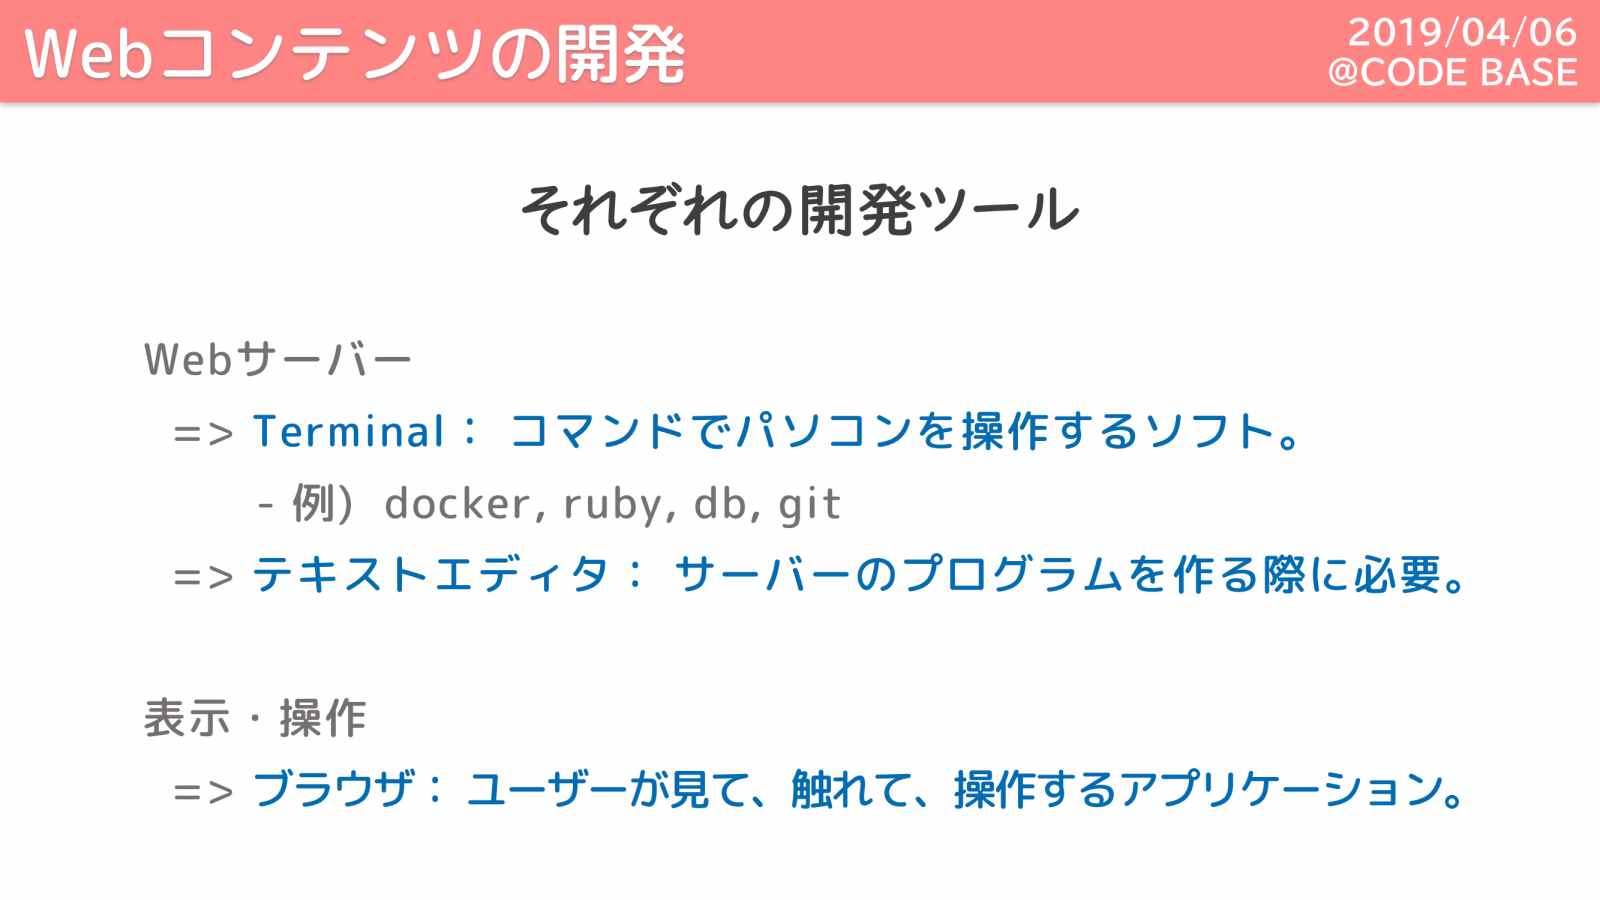 Webコンテンツの開発
2019/04/06
@CODE BASE
それぞれの開発ツール
Webサーバー
=> Terminal： コマンドでパソコンを操作するソフト。
- 例） docker, ruby, db, git
=> テキストエディタ： サーバーのプログラムを作る際に必要。
表示・操作
=> ブラウザ： ユーザーが見て、触れて、操作するアプリケーション。